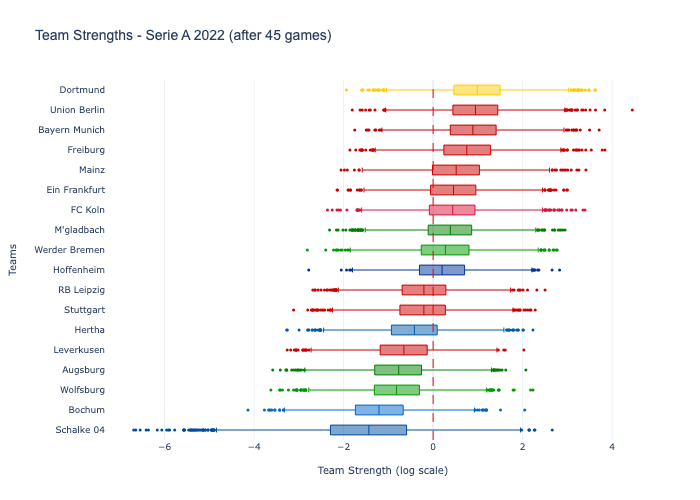 Team Strengths - Serie A 2022 (after 45 games)
Dortmund
Union Berlin
Bayern Munich
Freiburg
Mainz
Ein Frankfurt
FC Koln
M'gladbach
Werder Bremen
Hoffenheim
RB Leipzig
Stuttgart
Hertha
Leverkusen
Augsburg
Wolfsburg
Bochum
Schalke 04
Teams
−6 −4 −2 0 2 4
Team Strength (log scale)